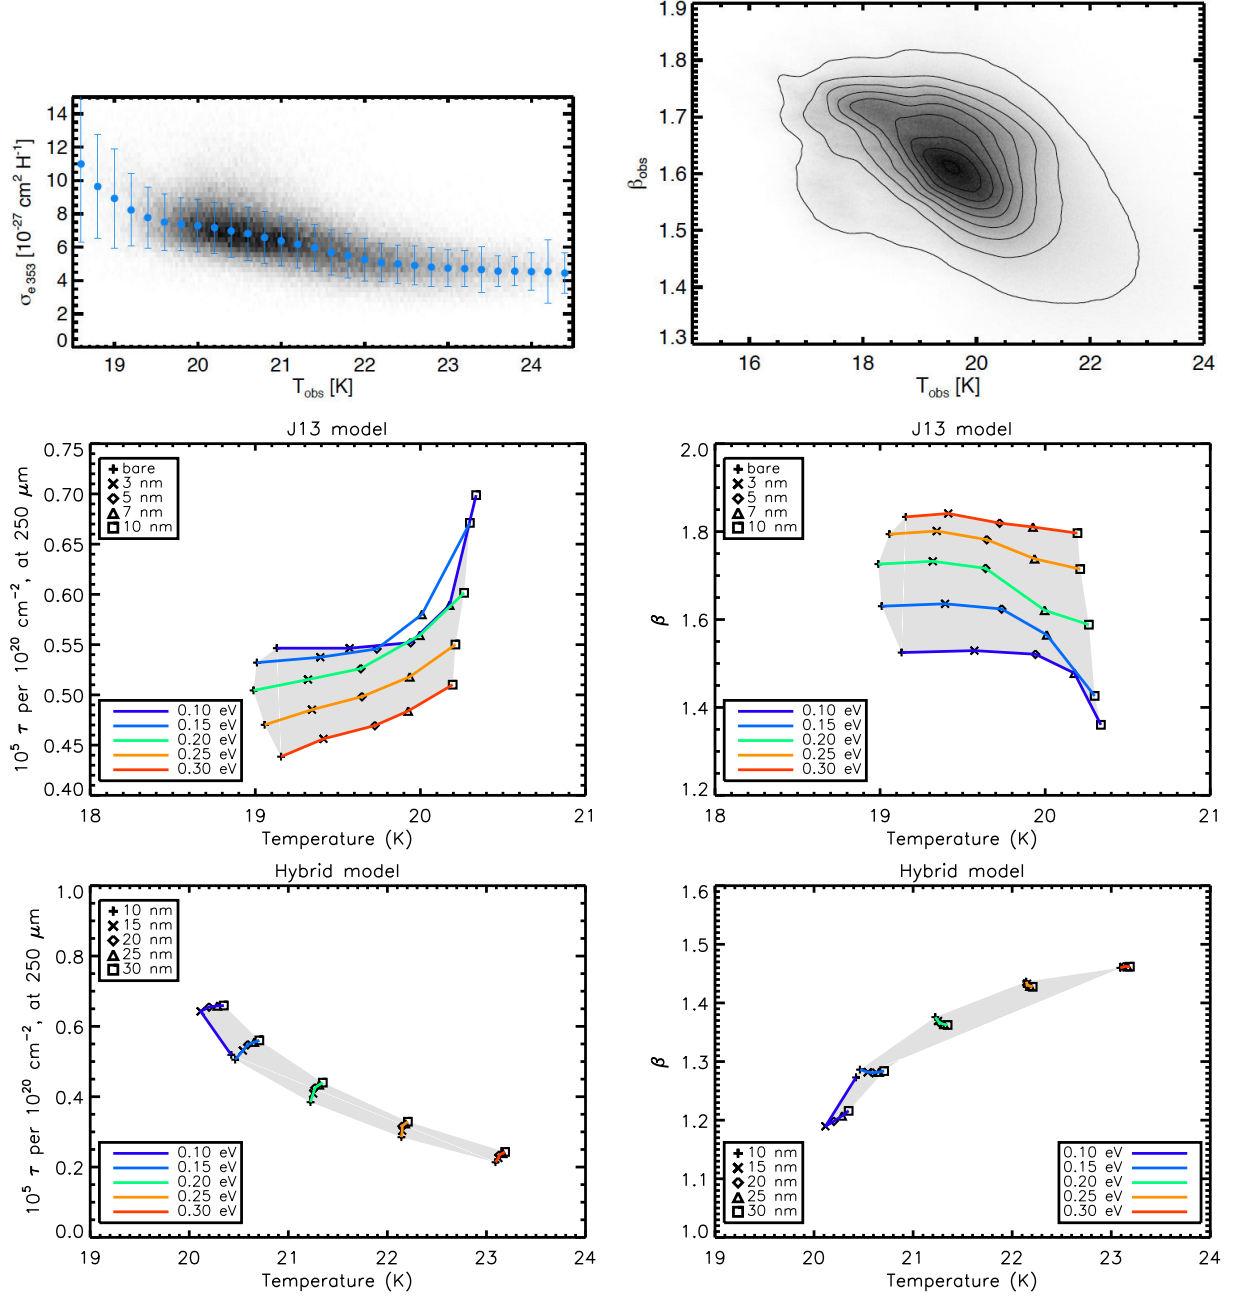 14
12
10
8
6
4
2
0
σe 353 [10-27 cm2 H-1]
19 20 21 22 23 24
Tobs [K]
1.9
1.8
1.7
1.6
1.5
1.4
1.3
βobs
16 18 20 22 24
Tobs [K]
J13 model
0.75
0.70
0.65
0.60
0.55
0.50
0.45
0.40
10⁵ τ per 10²⁰ cm⁻², at 250 μm
bare
3 nm
5 nm
7 nm
10 nm
0.10 eV
0.15 eV
0.20 eV
0.25 eV
0.30 eV
18 19 20 21
Temperature (K)
J13 model
2.0
1.8
1.6
1.4
1.2
β
bare
3 nm
5 nm
7 nm
10 nm
0.10 eV
0.15 eV
0.20 eV
0.25 eV
0.30 eV
18 19 20 21
Temperature (K)
Hybrid model
1.0
0.8
0.6
0.4
0.2
0.0
10⁵ τ per 10²⁰ cm⁻², at 250 μm
10 nm
15 nm
20 nm
25 nm
30 nm
0.10 eV
0.15 eV
0.20 eV
0.25 eV
0.30 eV
19 20 21 22 23 24
Temperature (K)
Hybrid model
1.6
1.5
1.4
1.3
1.2
1.1
1.0
β
10 nm
15 nm
20 nm
25 nm
30 nm
0.10 eV
0.15 eV
0.20 eV
0.25 eV
0.30 eV
19 20 21 22 23 24
Temperature (K)